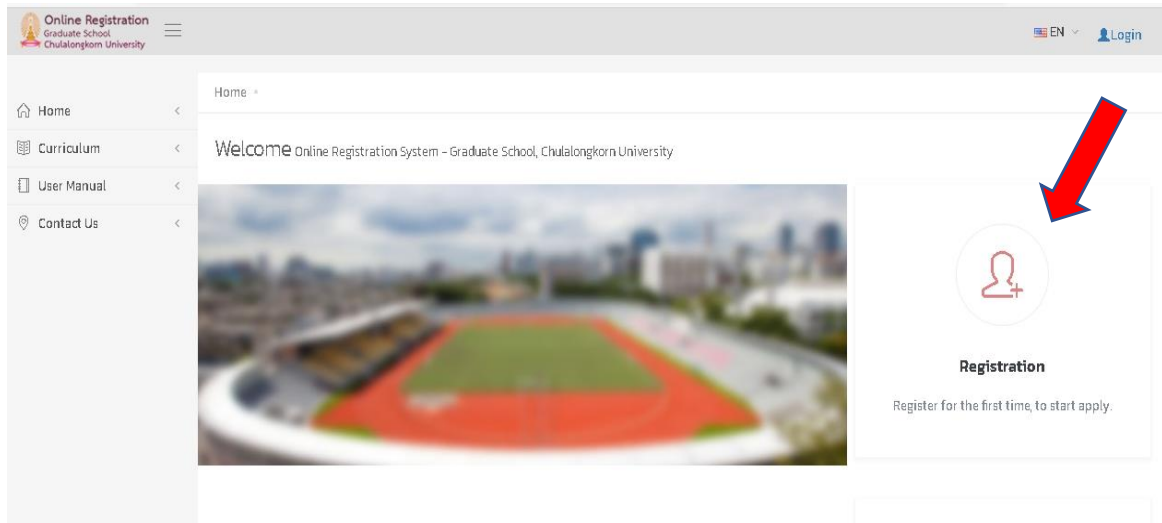 Online Registration
Graduate School
Chulalongkorn University
EN
Login
Home
Curriculum
User Manual
Contact Us
Home
Welcome Online Registration System - Graduate School, Chulalongkorn University
Registration
Register for the first time, to start apply.